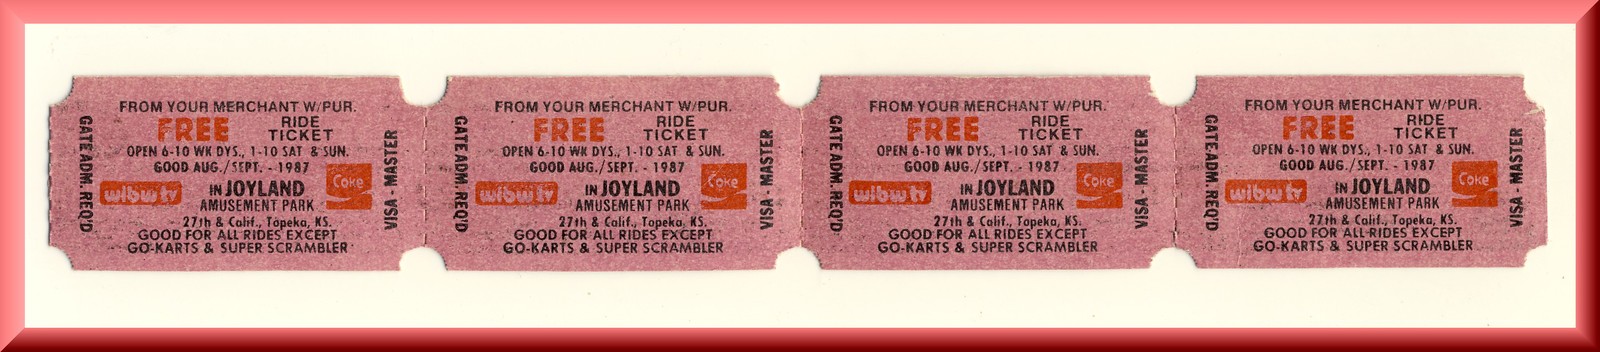 FROM YOUR MERCHANT W/PUR.
FREE RIDE TICKET
OPEN 6-10 WK DYS., 1-10 SAT & SUN.
GOOD AUG./SEPT. - 1987
wibw tv IN JOYLAND Coke
AMUSEMENT PARK
27th & Calif., Topeka, KS.
GOOD FOR ALL RIDES EXCEPT
GO-KARTS & SUPER SCRAMBLER
GATE ADM. REQ'D
VISA - MASTER
FROM YOUR MERCHANT W/PUR.
FREE RIDE TICKET
OPEN 6-10 WK DYS., 1-10 SAT & SUN.
GOOD AUG./SEPT. - 1987
wibw tv IN JOYLAND Coke
AMUSEMENT PARK
27th & Calif., Topeka, KS.
GOOD FOR ALL RIDES EXCEPT
GO-KARTS & SUPER SCRAMBLER
GATE ADM. REQ'D
VISA - MASTER
FROM YOUR MERCHANT W/PUR.
FREE RIDE TICKET
OPEN 6-10 WK DYS., 1-10 SAT & SUN.
GOOD AUG./SEPT. - 1987
wibw tv IN JOYLAND Coke
AMUSEMENT PARK
27th & Calif., Topeka, KS.
GOOD FOR ALL RIDES EXCEPT
GO-KARTS & SUPER SCRAMBLER
GATE ADM. REQ'D
VISA - MASTER
FROM YOUR MERCHANT W/PUR.
FREE RIDE TICKET
OPEN 6-10 WK DYS., 1-10 SAT & SUN.
GOOD AUG./SEPT. - 1987
wibw tv IN JOYLAND Coke
AMUSEMENT PARK
27th & Calif., Topeka, KS.
GOOD FOR ALL RIDES EXCEPT
GO-KARTS & SUPER SCRAMBLER
GATE ADM. REQ'D
VISA - MASTER